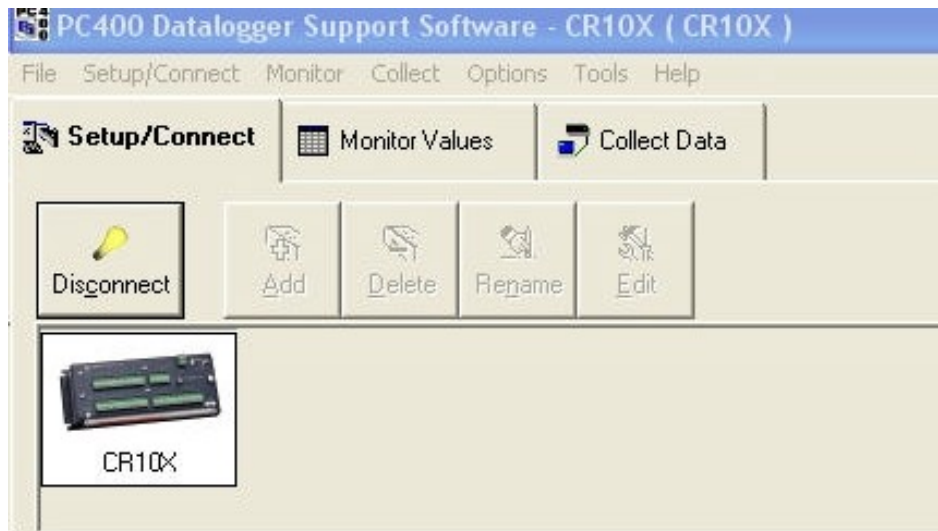 PC400 Datalogger Support Software - CR10X ( CR10X )
File Setup/Connect Monitor Collect Options Tools Help
Setup/Connect Monitor Values Collect Data
Disconnect Add Delete Rename Edit
CR10X